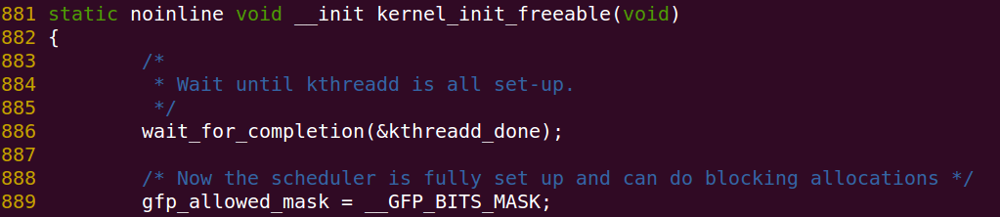 881 static noinline void __init kernel_init_freeable(void)
882 {
883         /*
884          * Wait until kthreadd is all set-up.
885          */
886         wait_for_completion(&kthreadd_done);
887
888         /* Now the scheduler is fully set up and can do blocking allocations */
889         gfp_allowed_mask = __GFP_BITS_MASK;